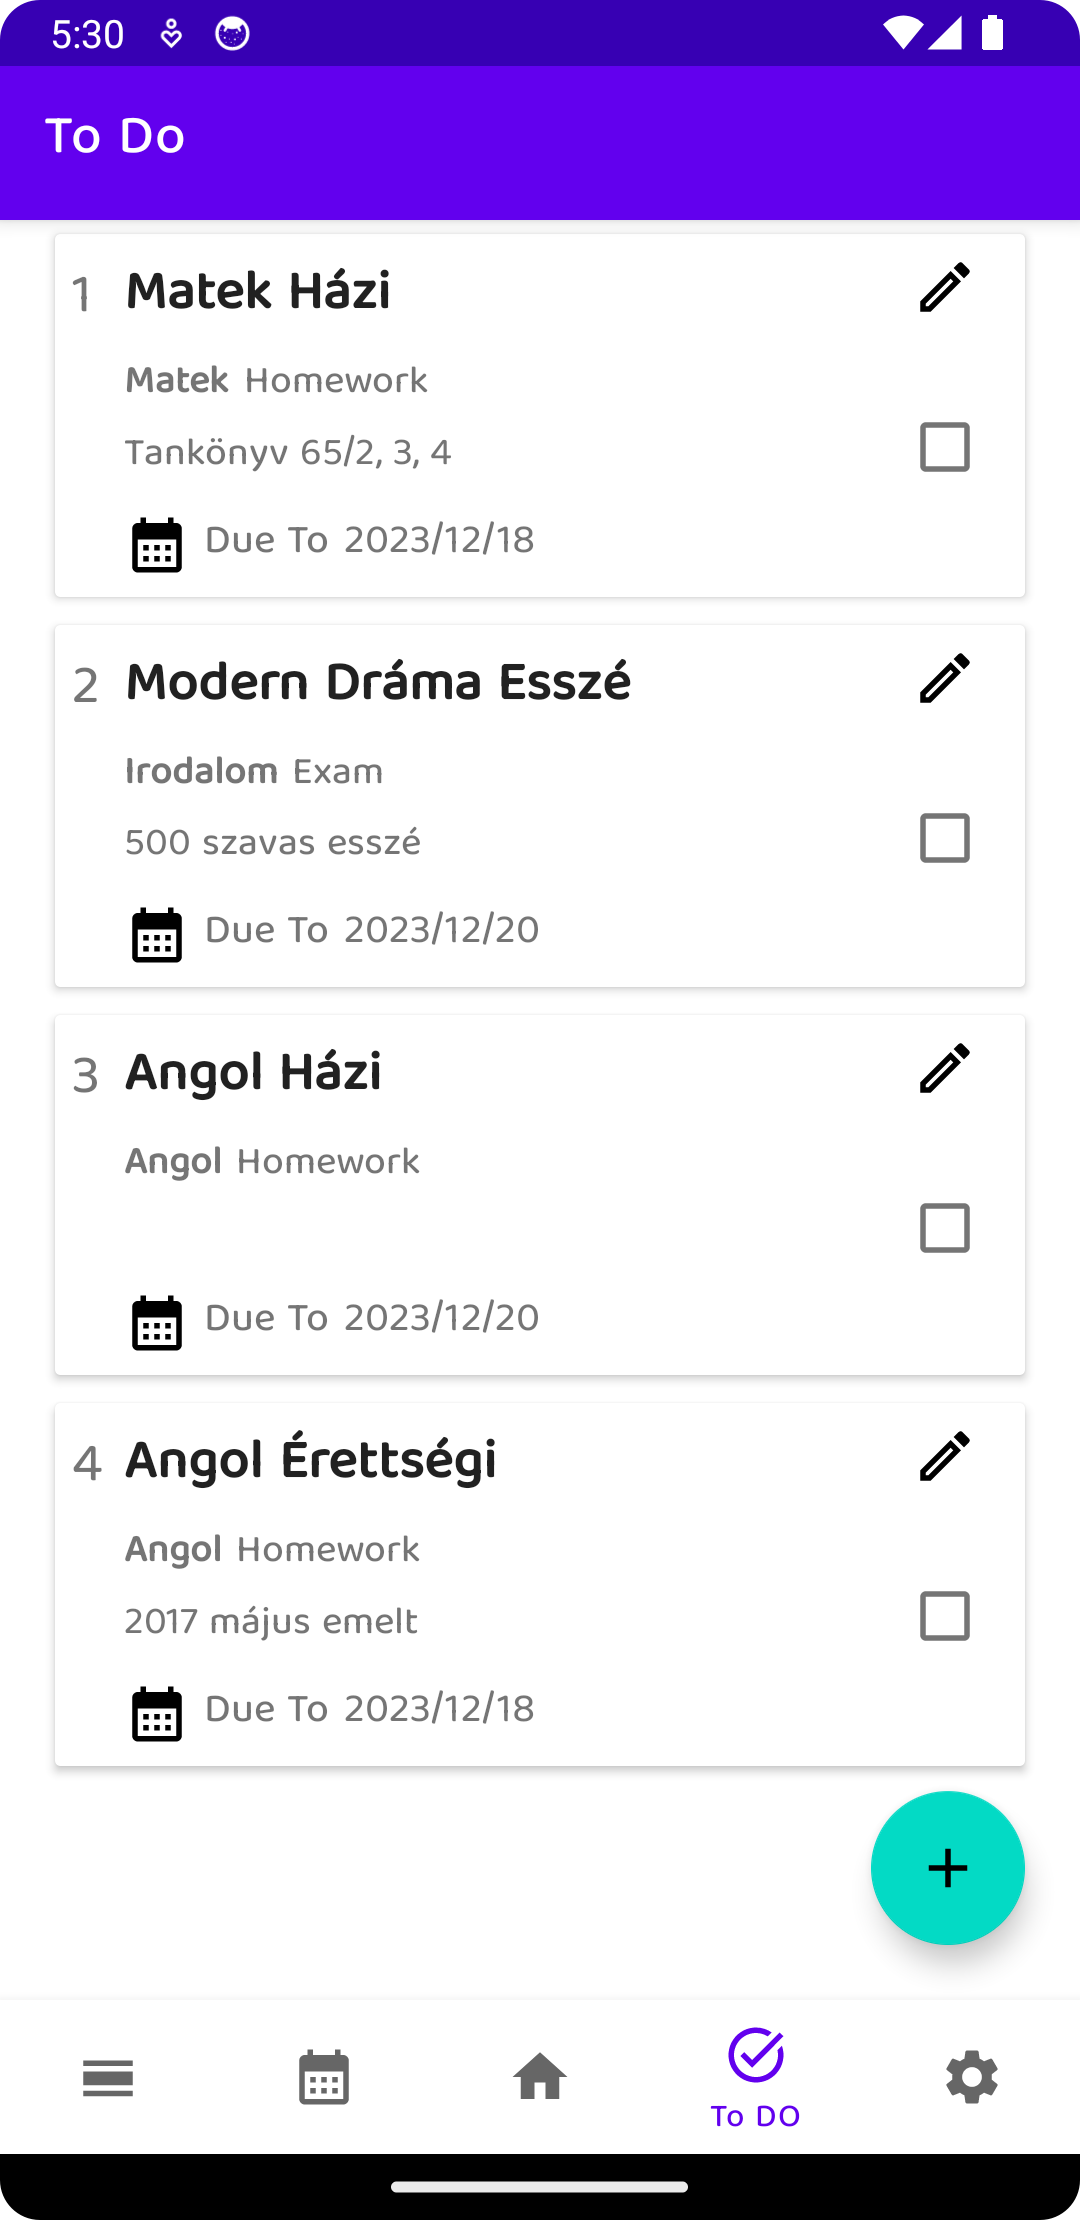 5:30
To Do
1 Matek Házi
Matek Homework
Tankönyv 65/2, 3, 4
Due To 2023/12/18
2 Modern Dráma Esszé
Irodalom Exam
500 szavas esszé
Due To 2023/12/20
3 Angol Házi
Angol Homework
Due To 2023/12/20
4 Angol Érettségi
Angol Homework
2017 május emelt
Due To 2023/12/18
To DO